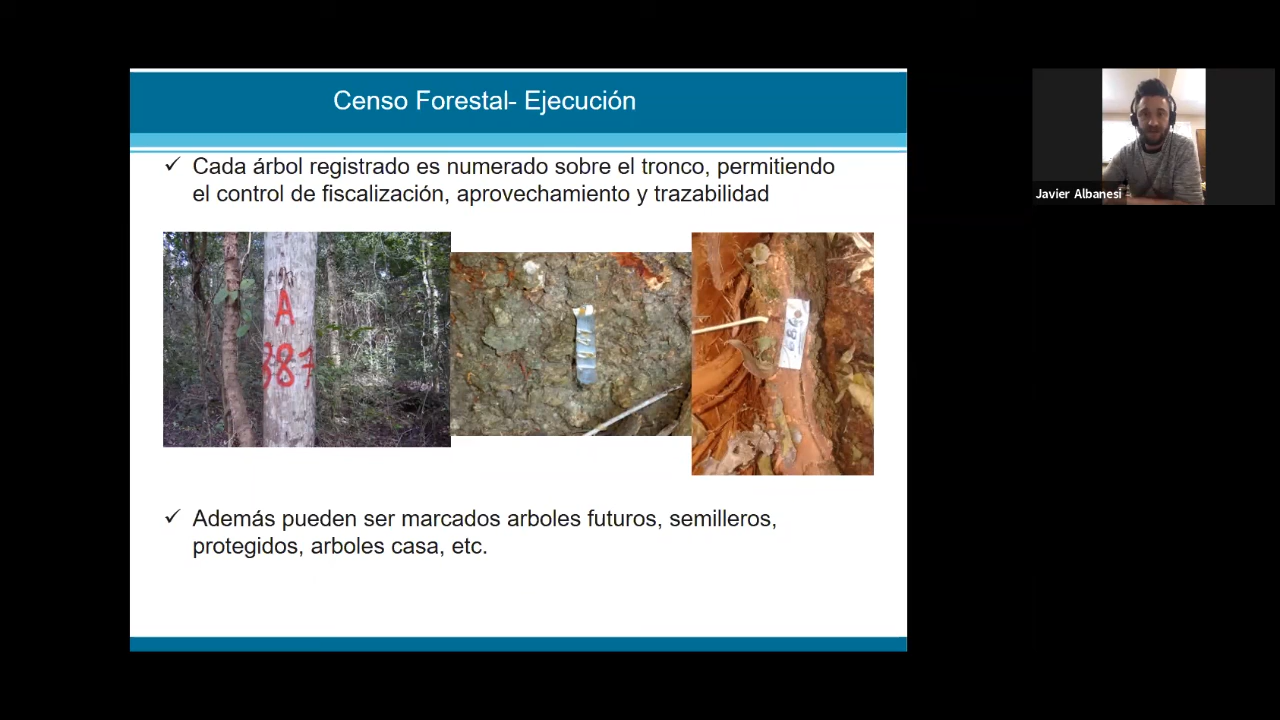 Censo Forestal- Ejecución
✓ Cada árbol registrado es numerado sobre el tronco, permitiendo
el control de fiscalización, aprovechamiento y trazabilidad
A
387
✓ Además pueden ser marcados arboles futuros, semilleros,
protegidos, arboles casa, etc.
Javier Albanesi